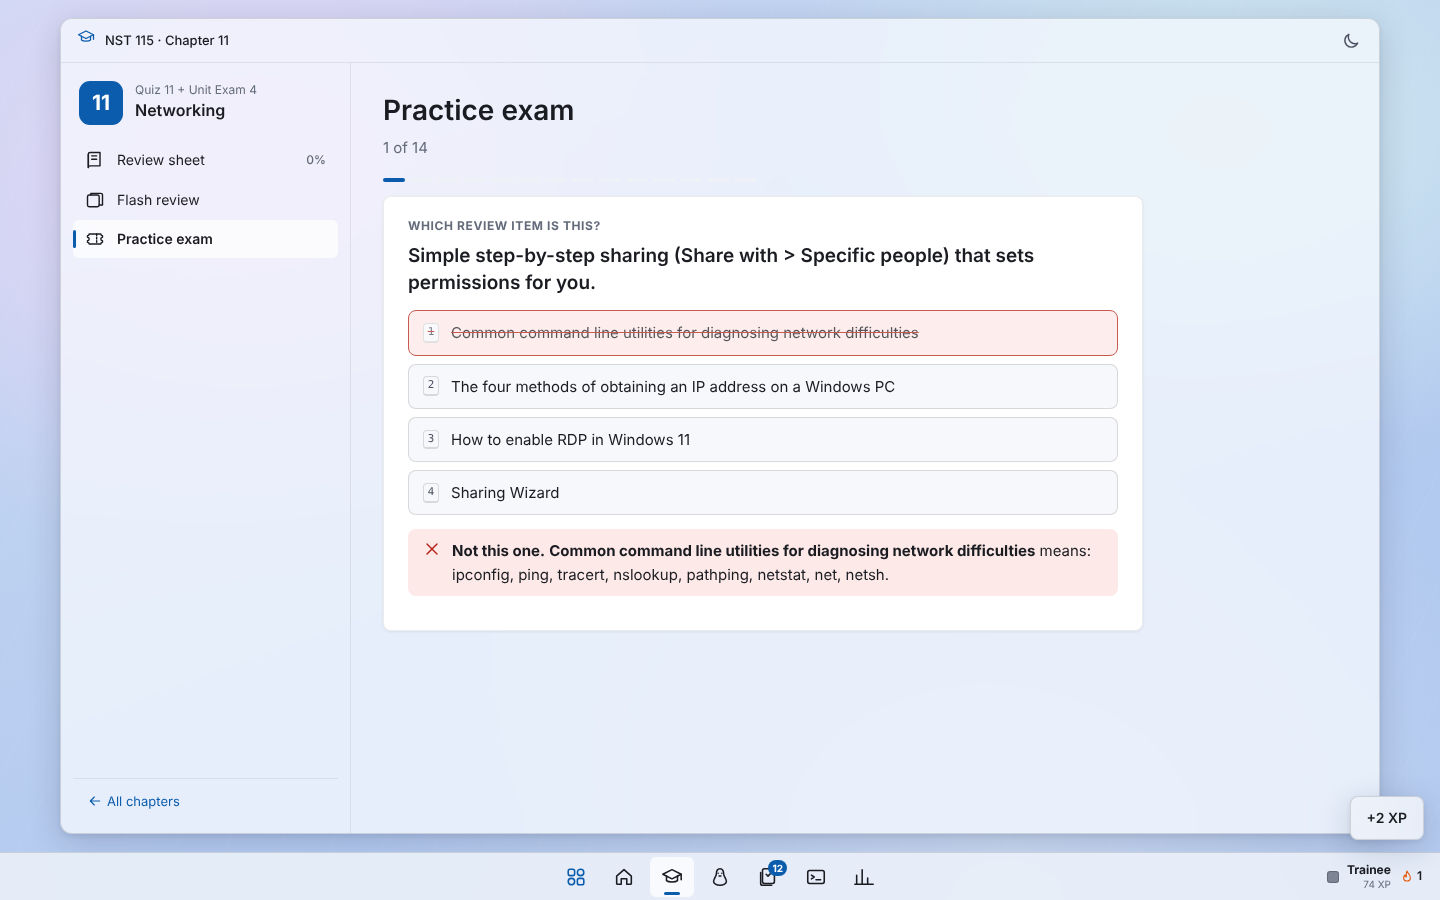 NST 115 · Chapter 11
11
Quiz 11 + Unit Exam 4
Networking
Review sheet 0%
Flash review
Practice exam
← All chapters
Practice exam
1 of 14
WHICH REVIEW ITEM IS THIS?
Simple step-by-step sharing (Share with > Specific people) that sets
permissions for you.
1 Common command line utilities for diagnosing network difficulties
2 The four methods of obtaining an IP address on a Windows PC
3 How to enable RDP in Windows 11
4 Sharing Wizard
Not this one. Common command line utilities for diagnosing network difficulties means:
ipconfig, ping, tracert, nslookup, pathping, netstat, net, netsh.
+2 XP
12
Trainee
74 XP
1